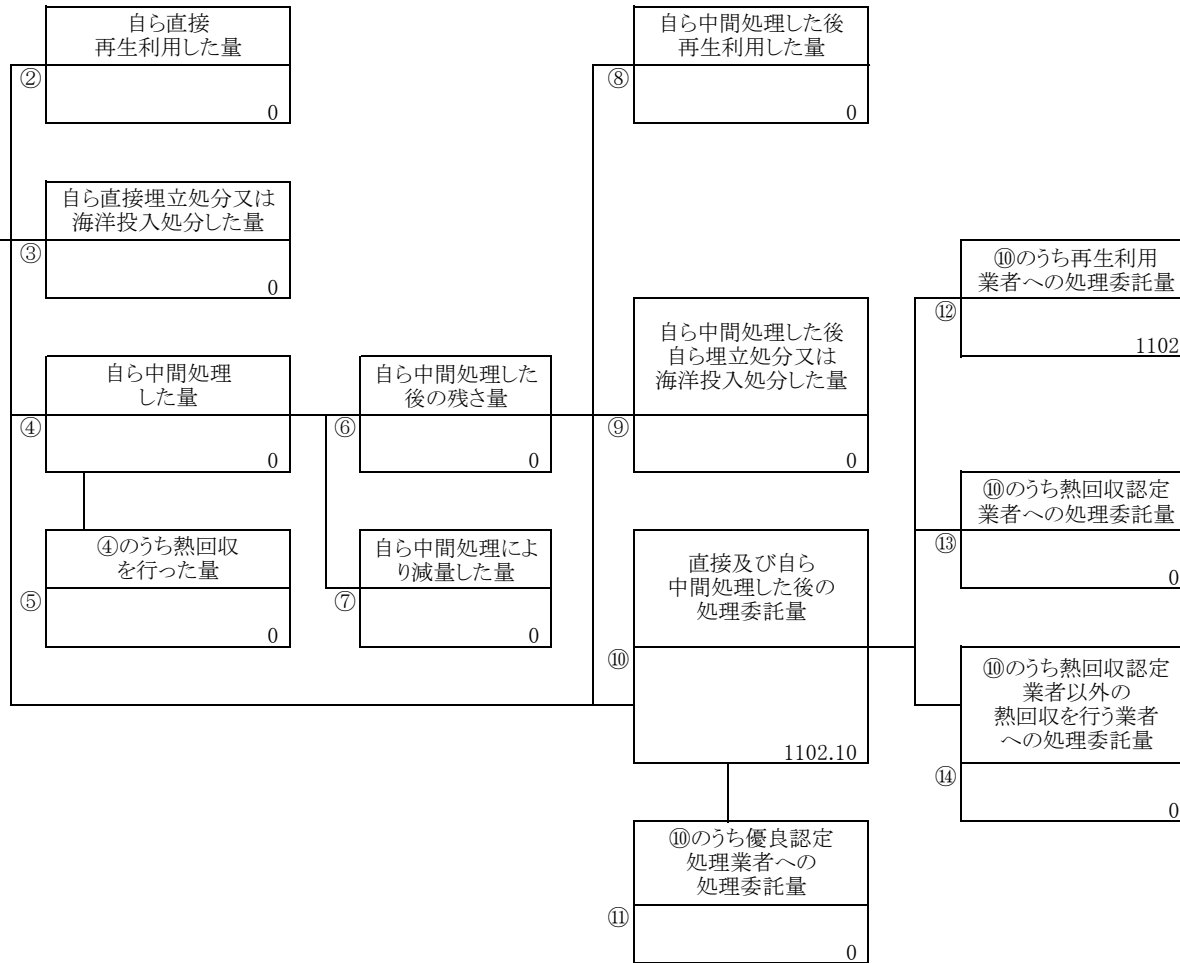 自ら直接
再生利用した量
②
0
自ら中間処理した後
再生利用した量
⑧
0
自ら直接埋立処分又は
海洋投入処分した量
③
0
⑩のうち再生利用
業者への処理委託量
⑫
1102
自ら中間処理
した量
④
0
自ら中間処理した
後の残さ量
⑥
0
自ら中間処理した後
自ら埋立処分又は
海洋投入処分した量
⑨
0
⑩のうち熱回収認定
業者への処理委託量
⑬
0
④のうち熱回収
を行った量
⑤
0
自ら中間処理によ
り減量した量
⑦
0
直接及び自ら
中間処理した後の
処理委託量
⑩
1102.10
⑩のうち熱回収認定
業者以外の
熱回収を行う業者
への処理委託量
⑭
0
⑩のうち優良認定
処理業者への
処理委託量
⑪
0